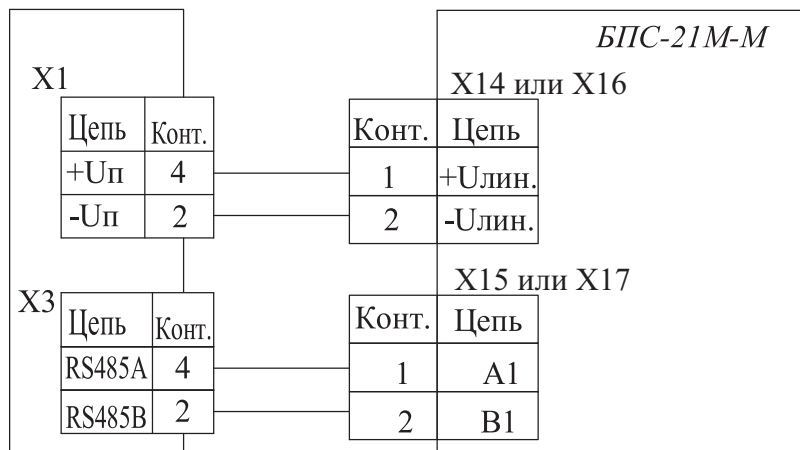 БПС-21М-М
X1
X14 или X16
Цепь Конт.
Конт. Цепь
+Uп 4
1 +Uлин.
-Uп 2
2 -Uлин.
X15 или X17
X3
Цепь Конт.
Конт. Цепь
RS485A 4
1 A1
RS485B 2
2 B1